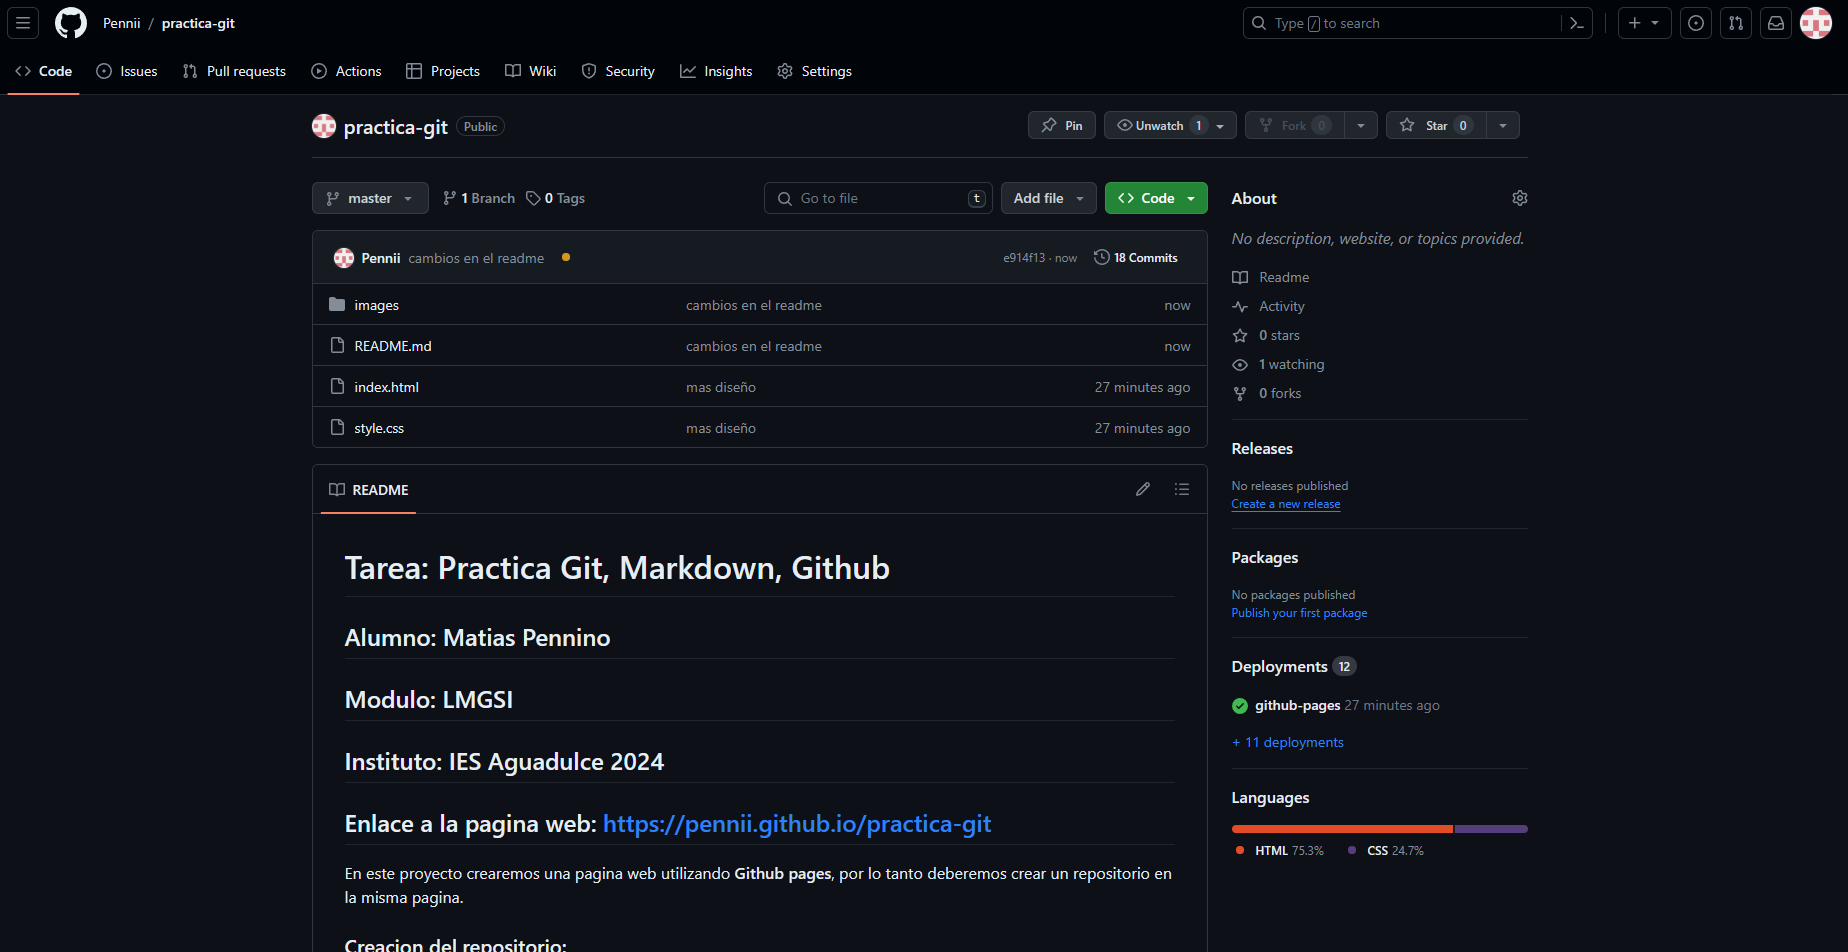 Pennii / practica-git
Type / to search
Code Issues Pull requests Actions Projects Wiki Security Insights Settings
practica-git Public
Pin Unwatch 1 Fork 0 Star 0
master 1 Branch 0 Tags Go to file t Add file Code
Pennii cambios en el readme e914f13 · now 18 Commits
images cambios en el readme now
README.md cambios en el readme now
index.html mas diseño 27 minutes ago
style.css mas diseño 27 minutes ago
README
Tarea: Practica Git, Markdown, Github
Alumno: Matias Pennino
Modulo: LMGSI
Instituto: IES Aguadulce 2024
Enlace a la pagina web: https://pennii.github.io/practica-git
En este proyecto crearemos una pagina web utilizando Github pages, por lo tanto deberemos crear un repositorio en
la misma pagina.
Creacion del repositorio:
About
No description, website, or topics provided.
Readme
Activity
0 stars
1 watching
0 forks
Releases
No releases published
Create a new release
Packages
No packages published
Publish your first package
Deployments 12
github-pages 27 minutes ago
+ 11 deployments
Languages
HTML 75.3% CSS 24.7%